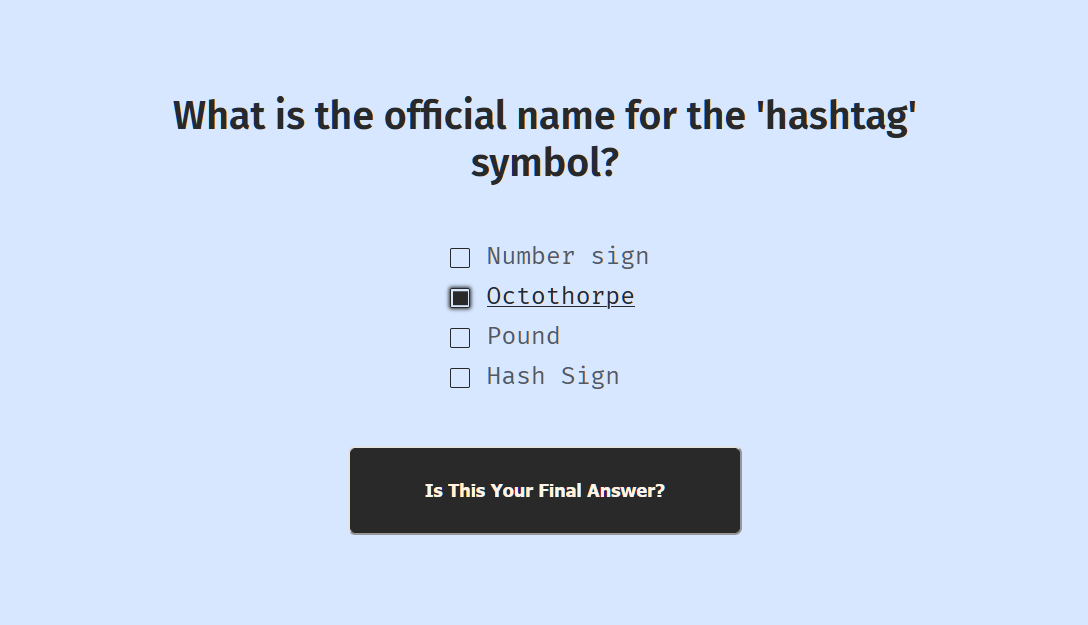 What is the official name for the 'hashtag'
symbol?
Number sign
Octothorpe
Pound
Hash Sign
Is This Your Final Answer?